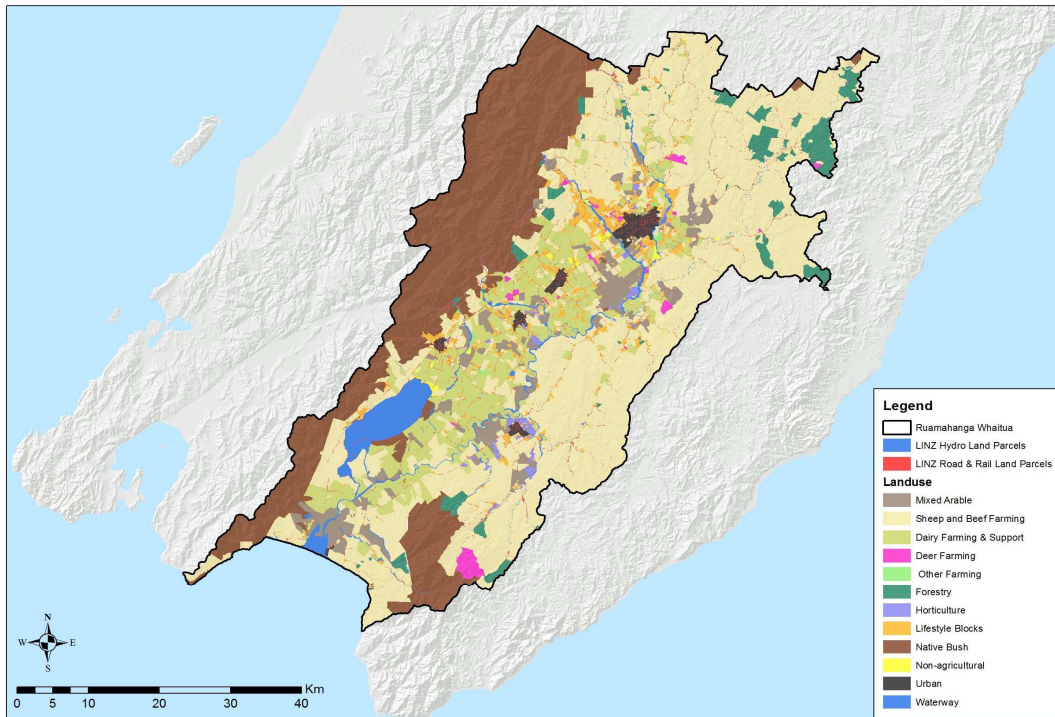 Legend
Ruamahanga Whaitua
LINZ Hydro Land Parcels
LINZ Road & Rail Land Parcels
Landuse
Mixed Arable
Sheep and Beef Farming
Dairy Farming & Support
Deer Farming
Other Farming
Forestry
Horticulture
Lifestyle Blocks
Native Bush
Non-agricultural
Urban
Waterway
N
W E
S
Km
0 5 10 20 30 40